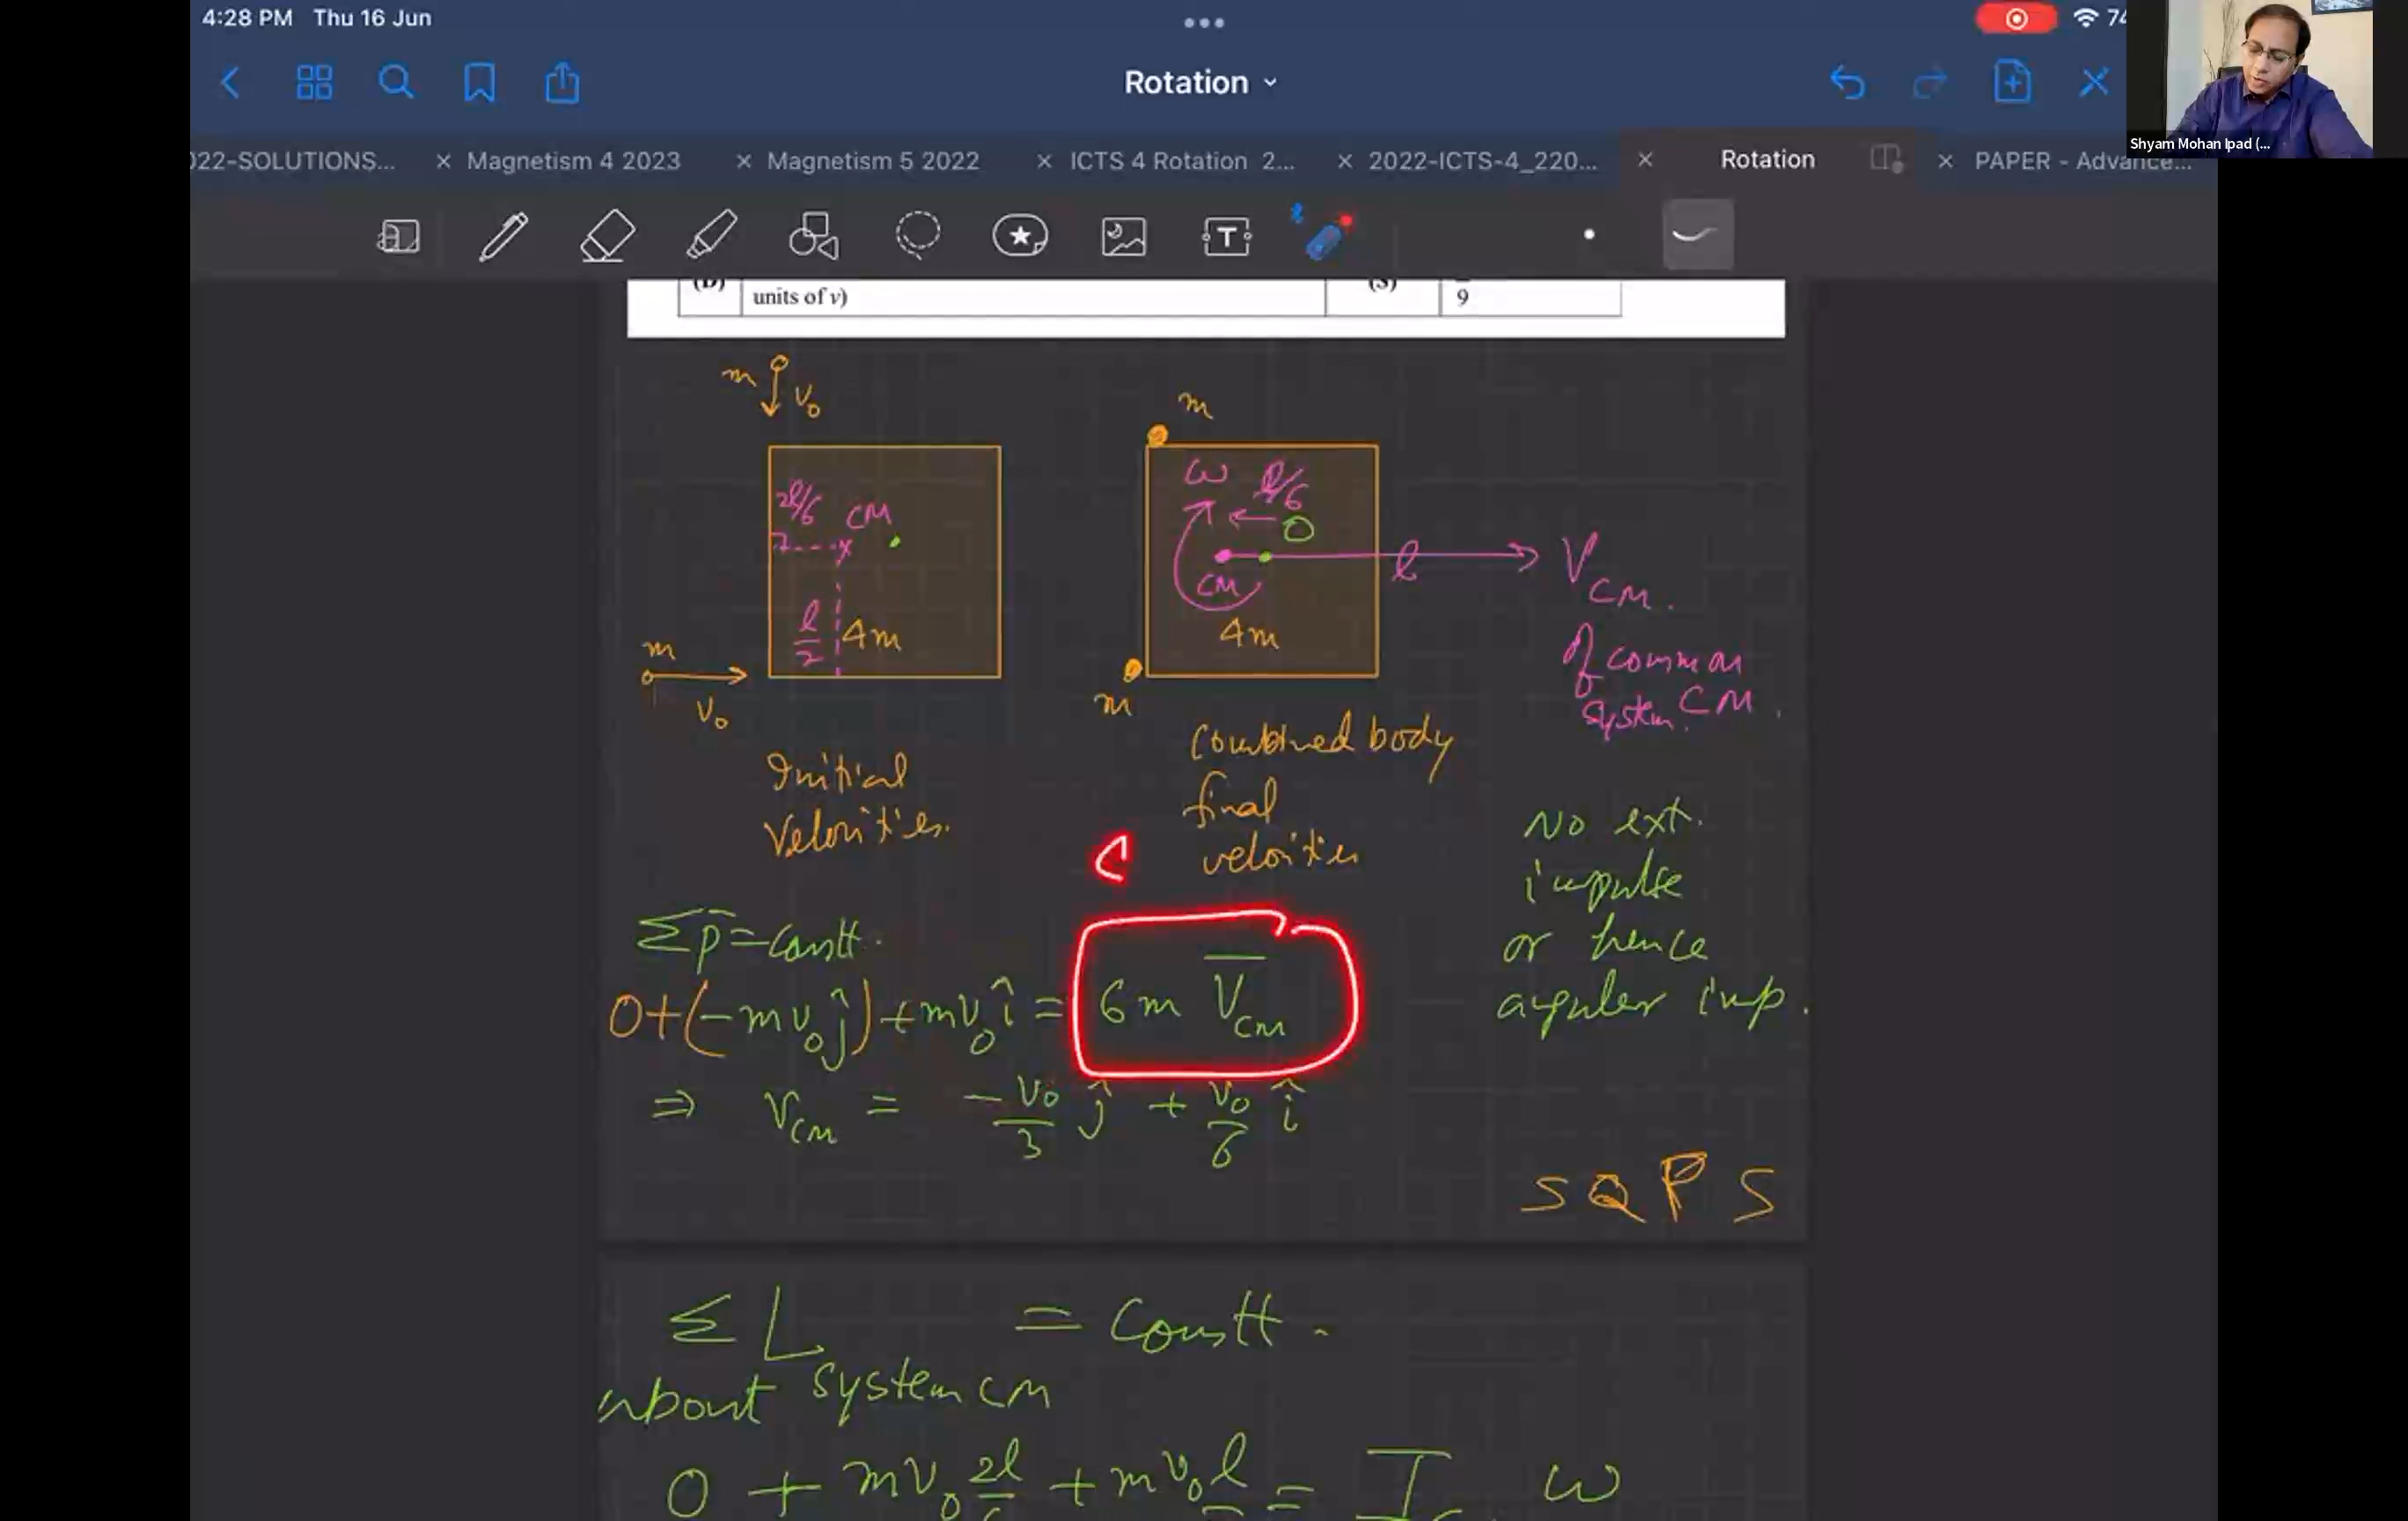 4:28 PM Thu 16 Jun
74
Rotation
Shyam Mohan Ipad (...
022-SOLUTIONS...
Magnetism 4 2023
Magnetism 5 2022
ICTS 4 Rotation 2...
2022-ICTS-4_220...
Rotation
PAPER - Advance...
(D) units of v) (S) 9
m v₀
m
2l/6 CM
ω l/6
O
l V_CM.
CM
l/2 4m
4m
m
v₀
m
of common
system CM.
Initial
Velocities.
Combined body
final
velocities
No ext.
impulse
or hence
angular imp.
Σp̄ = constt.
0 + (-mv₀ĵ) + mv₀î = 6m V̄_CM
⇒ V_CM = -v₀/3 ĵ + v₀/6 î
S Q P S
ΣL = constt.
about system CM
0 + mv₀ 2l/6 + mv₀ l = I ω